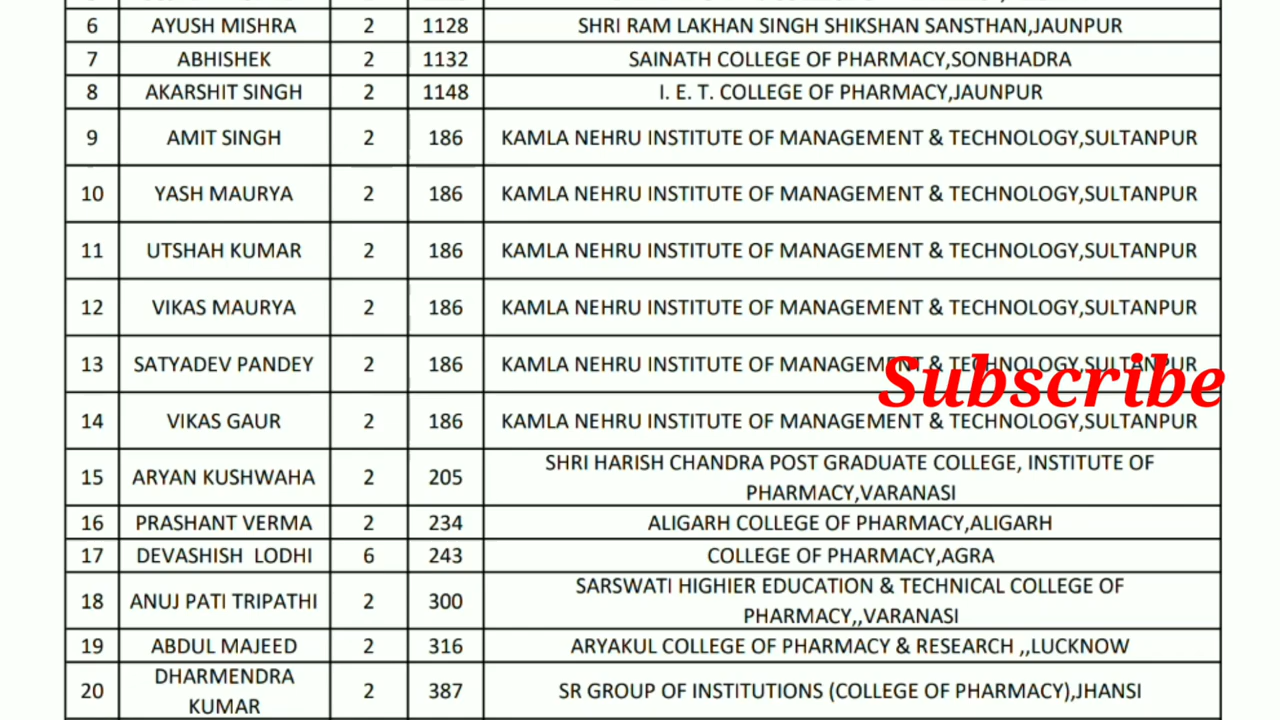 6 AYUSH MISHRA 2 1128 SHRI RAM LAKHAN SINGH SHIKSHAN SANSTHAN,JAUNPUR
7 ABHISHEK 2 1132 SAINATH COLLEGE OF PHARMACY,SONBHADRA
8 AKARSHIT SINGH 2 1148 I. E. T. COLLEGE OF PHARMACY,JAUNPUR
9 AMIT SINGH 2 186 KAMLA NEHRU INSTITUTE OF MANAGEMENT & TECHNOLOGY,SULTANPUR
10 YASH MAURYA 2 186 KAMLA NEHRU INSTITUTE OF MANAGEMENT & TECHNOLOGY,SULTANPUR
11 UTSHAH KUMAR 2 186 KAMLA NEHRU INSTITUTE OF MANAGEMENT & TECHNOLOGY,SULTANPUR
12 VIKAS MAURYA 2 186 KAMLA NEHRU INSTITUTE OF MANAGEMENT & TECHNOLOGY,SULTANPUR
13 SATYADEV PANDEY 2 186 KAMLA NEHRU INSTITUTE OF MANAGEMENT & TECHNOLOGY,SULTANPUR
Subscribe
14 VIKAS GAUR 2 186 KAMLA NEHRU INSTITUTE OF MANAGEMENT & TECHNOLOGY,SULTANPUR
15 ARYAN KUSHWAHA 2 205 SHRI HARISH CHANDRA POST GRADUATE COLLEGE, INSTITUTE OF
PHARMACY,VARANASI
16 PRASHANT VERMA 2 234 ALIGARH COLLEGE OF PHARMACY,ALIGARH
17 DEVASHISH LODHI 6 243 COLLEGE OF PHARMACY,AGRA
18 ANUJ PATI TRIPATHI 2 300 SARSWATI HIGHIER EDUCATION & TECHNICAL COLLEGE OF
PHARMACY,,VARANASI
19 ABDUL MAJEED 2 316 ARYAKUL COLLEGE OF PHARMACY & RESEARCH ,,LUCKNOW
20 DHARMENDRA
KUMAR 2 387 SR GROUP OF INSTITUTIONS (COLLEGE OF PHARMACY),JHANSI